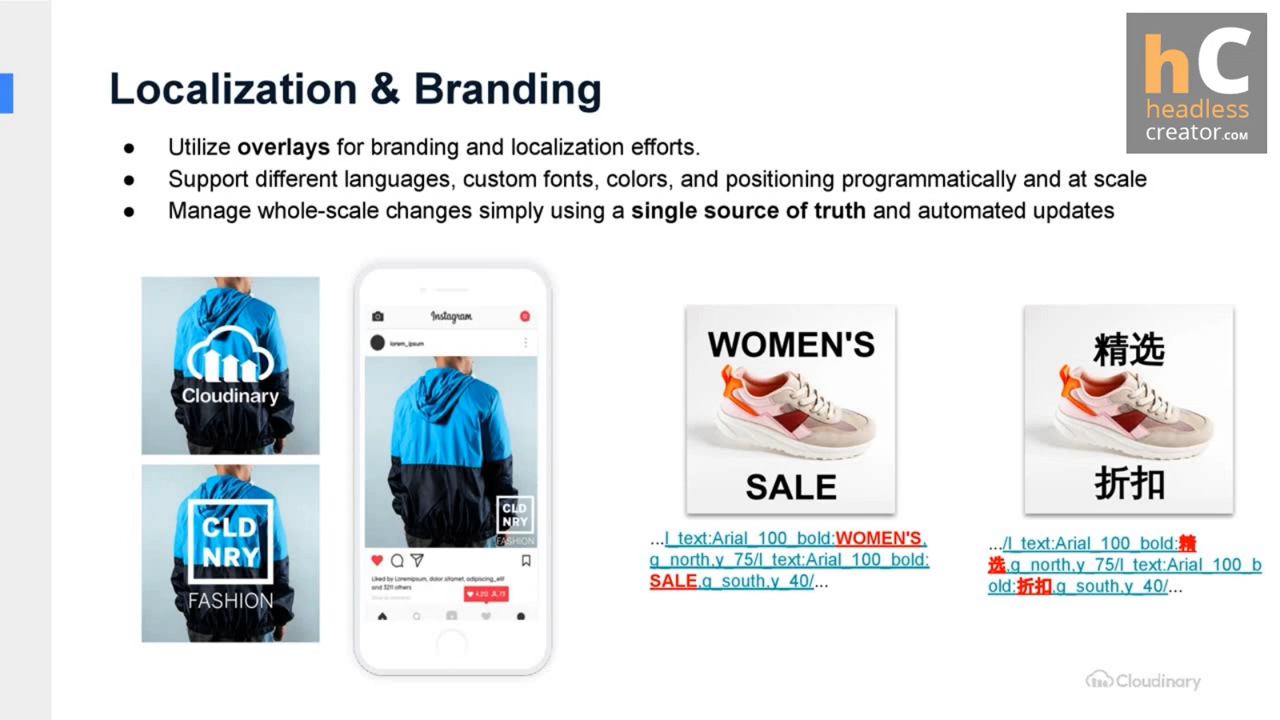 hC
headless
creator.COM
Localization & Branding
● Utilize overlays for branding and localization efforts.
● Support different languages, custom fonts, colors, and positioning programmatically and at scale
● Manage whole-scale changes simply using a single source of truth and automated updates
Cloudinary
CLD
NRY
FASHION
Instagram
lorem_ipsum
CLD
NRY
FASHION
Liked by Loremipsum, dolor.sitamet, adipiscing_elit
and 3211 others
WOMEN'S
SALE
...l_text:Arial_100_bold:WOMEN'S,
g_north,y_75/l_text:Arial_100_bold:
SALE,g_south,y_40/...
精选
折扣
.../l_text:Arial_100_bold:精
选,g_north,y_75/l_text:Arial_100_b
old:折扣,g_south,y_40/...
Cloudinary